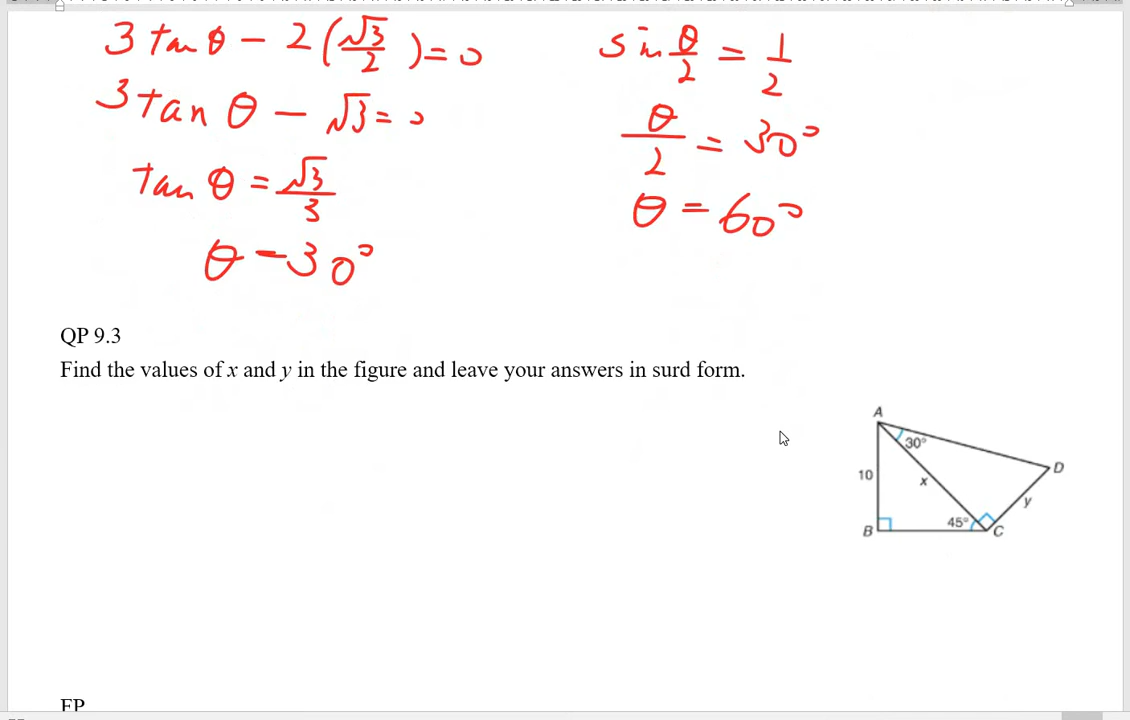 3 tan θ − 2 (√3/2) = 0
3 tan θ − √3 = 0
tan θ = √3/3
θ − 30°
sin θ/2 = 1/2
θ/2 = 30°
θ = 60°
QP 9.3
Find the values of x and y in the figure and leave your answers in surd form.
A
30°
D
10
x
y
45°
B
C
FP